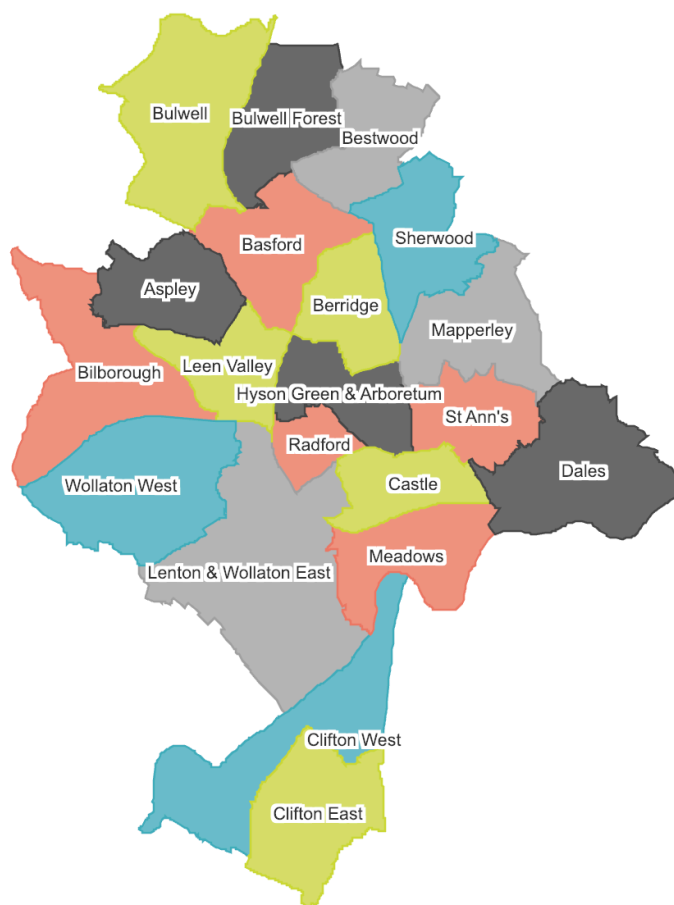 Bulwell
Bulwell Forest
Bestwood
Basford
Sherwood
Aspley
Berridge
Mapperley
Leen Valley
Bilborough
Hyson Green & Arboretum
St Ann's
Radford
Dales
Wollaton West
Castle
Meadows
Lenton & Wollaton East
Clifton West
Clifton East